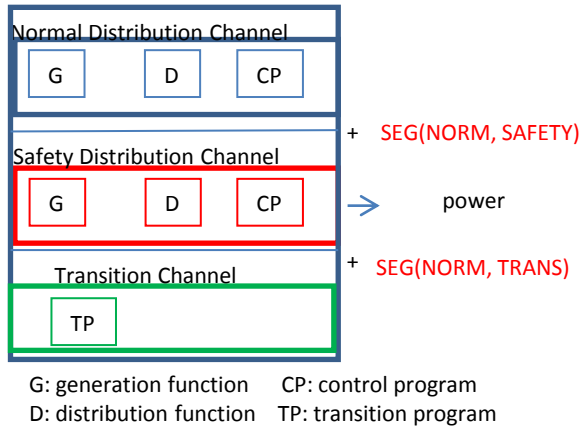 Normal Distribution Channel
G D CP
+ SEG(NORM, SAFETY)
Safety Distribution Channel
G D CP power
+ SEG(NORM, TRANS)
Transition Channel
TP
G: generation function CP: control program
D: distribution function TP: transition program